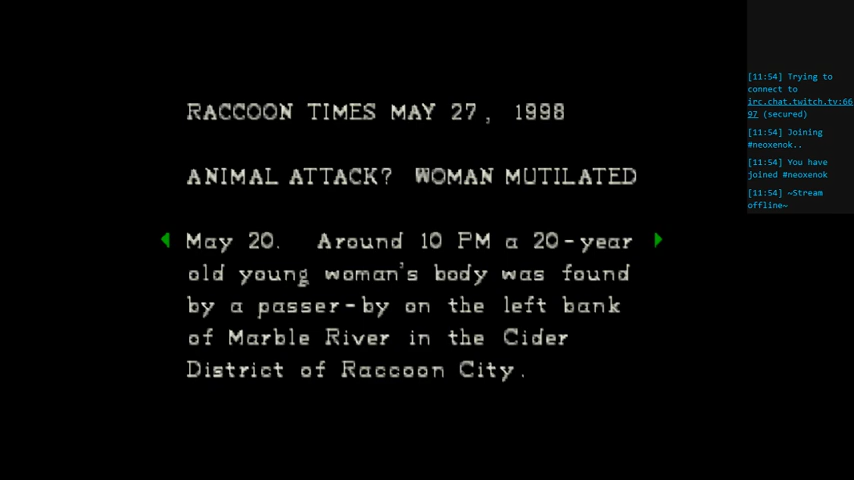 RACCOON TIMES MAY 27, 1998
ANIMAL ATTACK? WOMAN MUTILATED
May 20. Around 10 PM a 20-year
old young woman's body was found
by a passer-by on the left bank
of Marble River in the Cider
District of Raccoon City.
[11:54] Trying to
connect to
irc.chat.twitch.tv:66
97 (secured)
[11:54] Joining
#neoxenok..
[11:54] You have
joined #neoxenok
[11:54] ~Stream
offline~